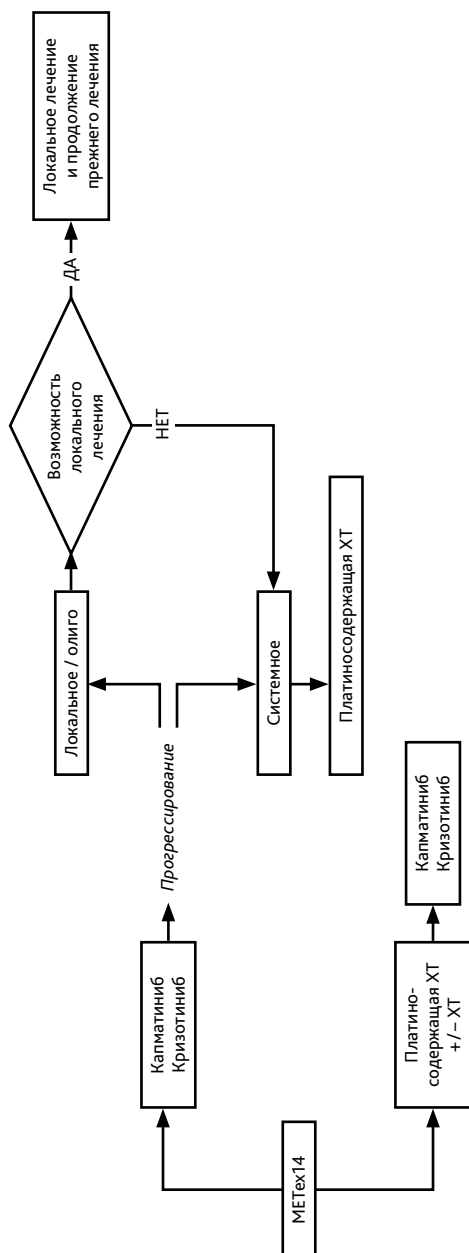 METex14
Капматиниб
Кризотиниб
Прогрессирование
Локальное / олиго
Возможность
локального
лечения
ДА
Локальное лечение
и продолжение
прежнего лечения
НЕТ
Системное
Платиносодержащая ХТ
Платино-
содержащая ХТ
+/– ХТ
Капматиниб
Кризотиниб